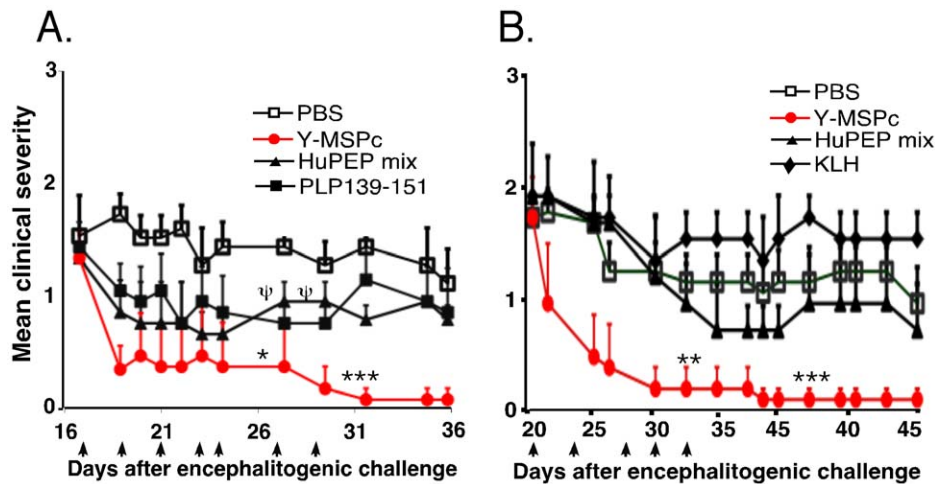 A.
3
2
1
0
Mean clinical severity
PBS
Y-MSPc
HuPEP mix
PLP139-151
ψ ψ
*
***
16 21 26 31 36
Days after encephalitogenic challenge
B.
3
2
1
0
PBS
Y-MSPc
HuPEP mix
KLH
**
***
20 25 30 35 45 40 45
Days after encephalitogenic challenge